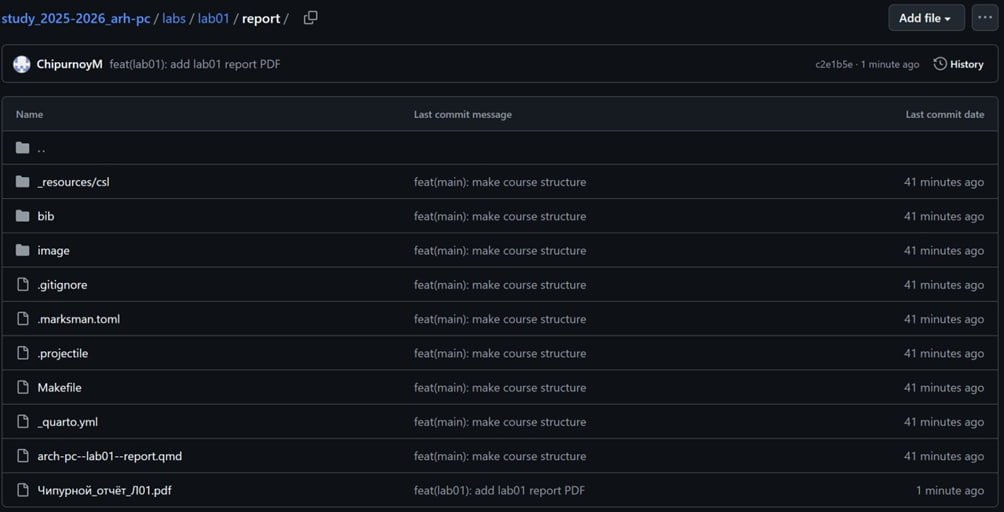 study_2025-2026_arh-pc / labs / lab01 / report /
Add file
ChipurnoyM feat(lab01): add lab01 report PDF c2e1b5e · 1 minute ago History
Name Last commit message Last commit date
..
_resources/csl feat(main): make course structure 41 minutes ago
bib feat(main): make course structure 41 minutes ago
image feat(main): make course structure 41 minutes ago
.gitignore feat(main): make course structure 41 minutes ago
.marksman.toml feat(main): make course structure 41 minutes ago
.projectile feat(main): make course structure 41 minutes ago
Makefile feat(main): make course structure 41 minutes ago
_quarto.yml feat(main): make course structure 41 minutes ago
arch-pc--lab01--report.qmd feat(main): make course structure 41 minutes ago
Чипурной_отчёт_Л01.pdf feat(lab01): add lab01 report PDF 1 minute ago